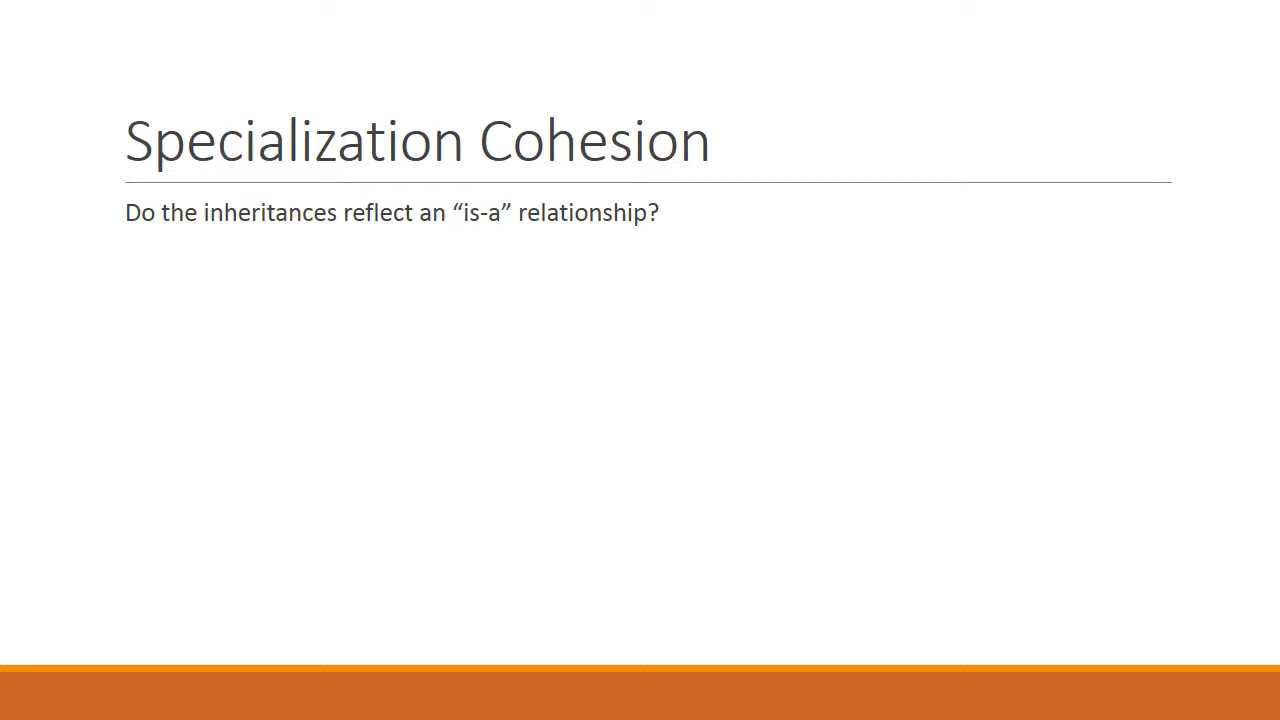 Specialization Cohesion
Do the inheritances reflect an “is-a” relationship?